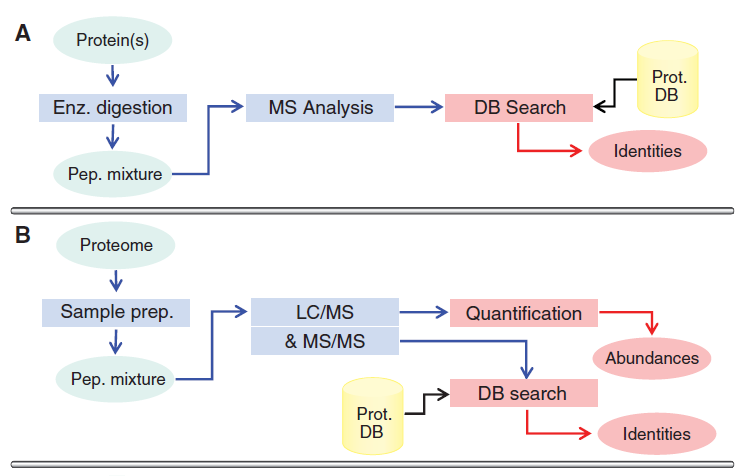 A
Protein(s)
Enz. digestion
Pep. mixture
MS Analysis
DB Search
Prot.
DB
Identities
B
Proteome
Sample prep.
Pep. mixture
LC/MS
& MS/MS
Quantification
Abundances
Prot.
DB
DB search
Identities